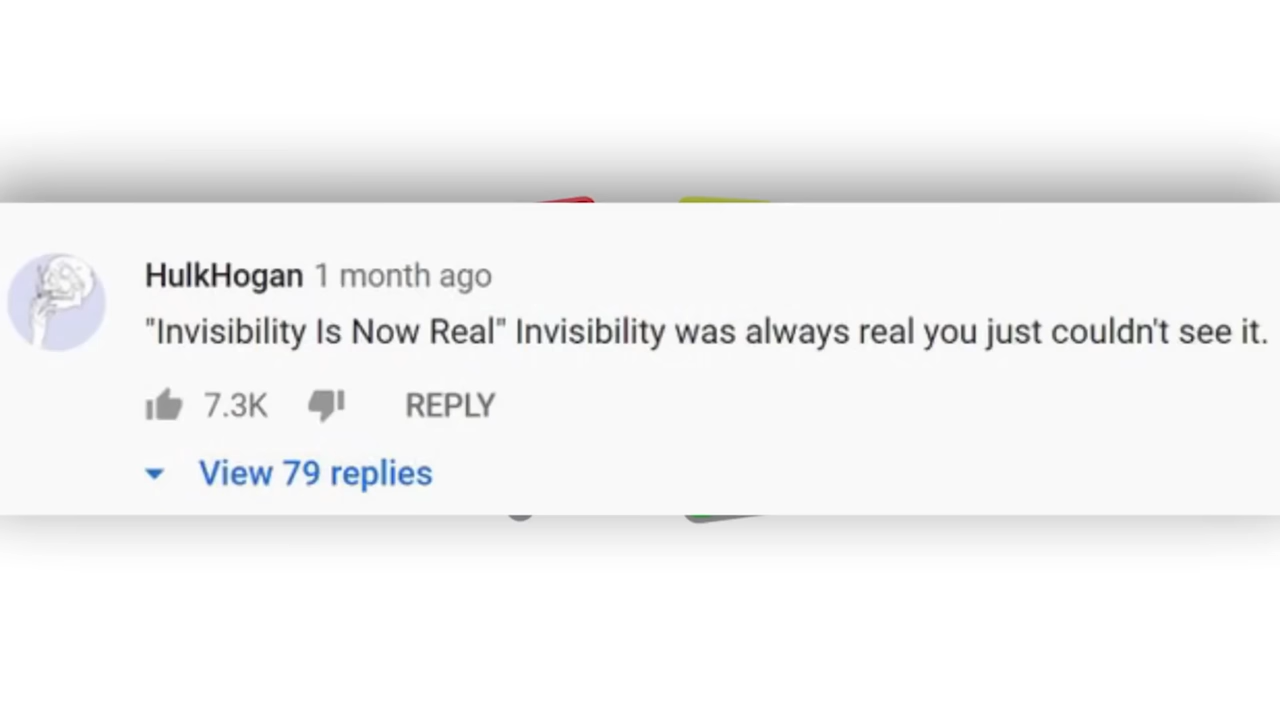 HulkHogan 1 month ago
"Invisibility Is Now Real" Invisibility was always real you just couldn't see it.
7.3K REPLY
View 79 replies